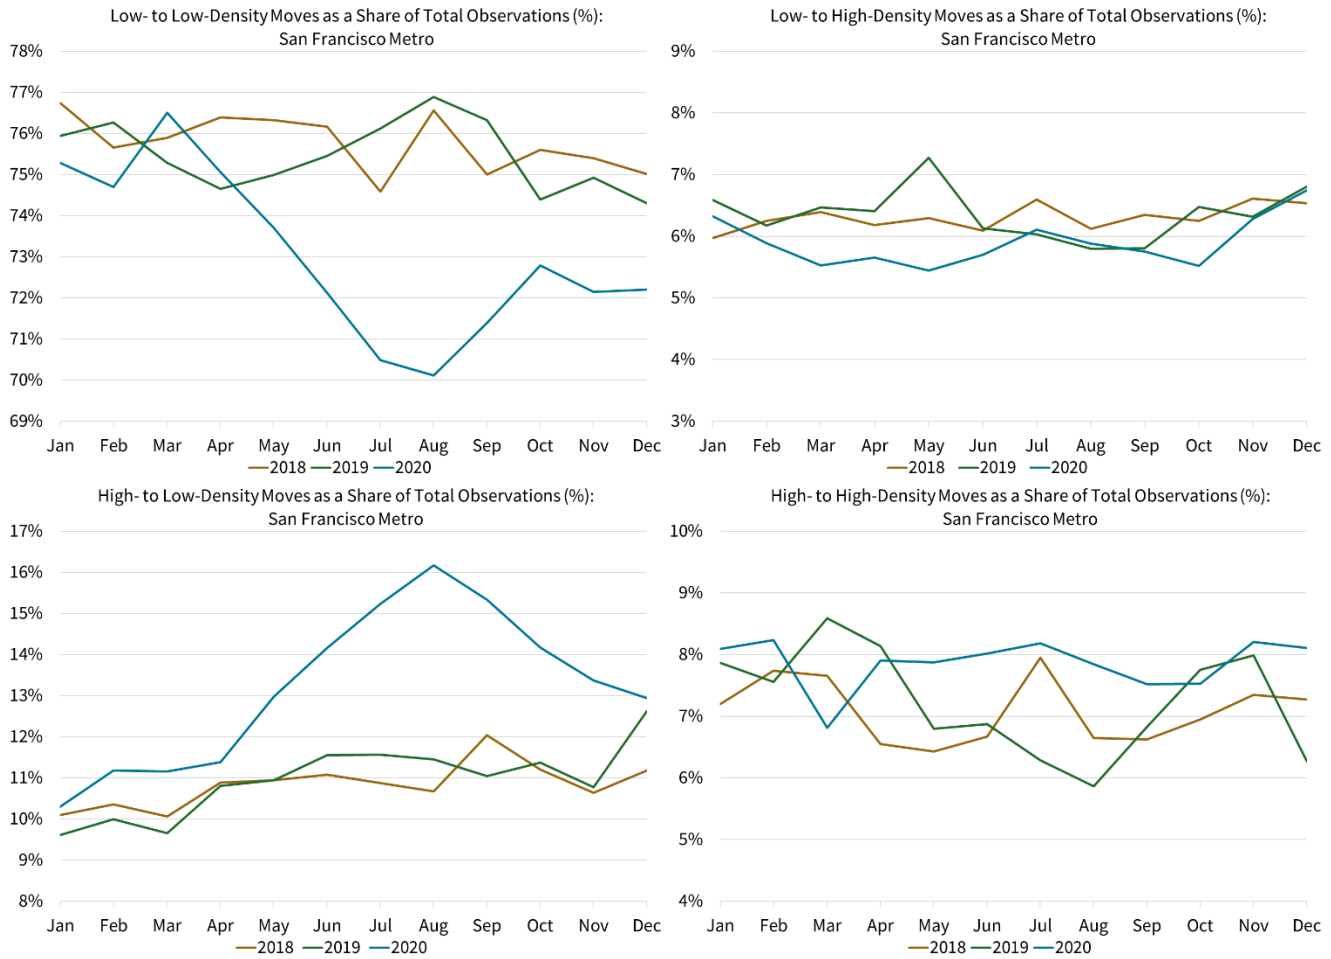 Low- to Low-Density Moves as a Share of Total Observations (%):
San Francisco Metro
78%
77%
76%
75%
74%
73%
72%
71%
70%
69%
Jan Feb Mar Apr May Jun Jul Aug Sep Oct Nov Dec
2018 2019 2020
Low- to High-Density Moves as a Share of Total Observations (%):
San Francisco Metro
9%
8%
7%
6%
5%
4%
3%
Jan Feb Mar Apr May Jun Jul Aug Sep Oct Nov Dec
2018 2019 2020
High- to Low-Density Moves as a Share of Total Observations (%):
San Francisco Metro
17%
16%
15%
14%
13%
12%
11%
10%
9%
8%
Jan Feb Mar Apr May Jun Jul Aug Sep Oct Nov Dec
2018 2019 2020
High- to High-Density Moves as a Share of Total Observations (%):
San Francisco Metro
10%
9%
8%
7%
6%
5%
4%
Jan Feb Mar Apr May Jun Jul Aug Sep Oct Nov Dec
2018 2019 2020